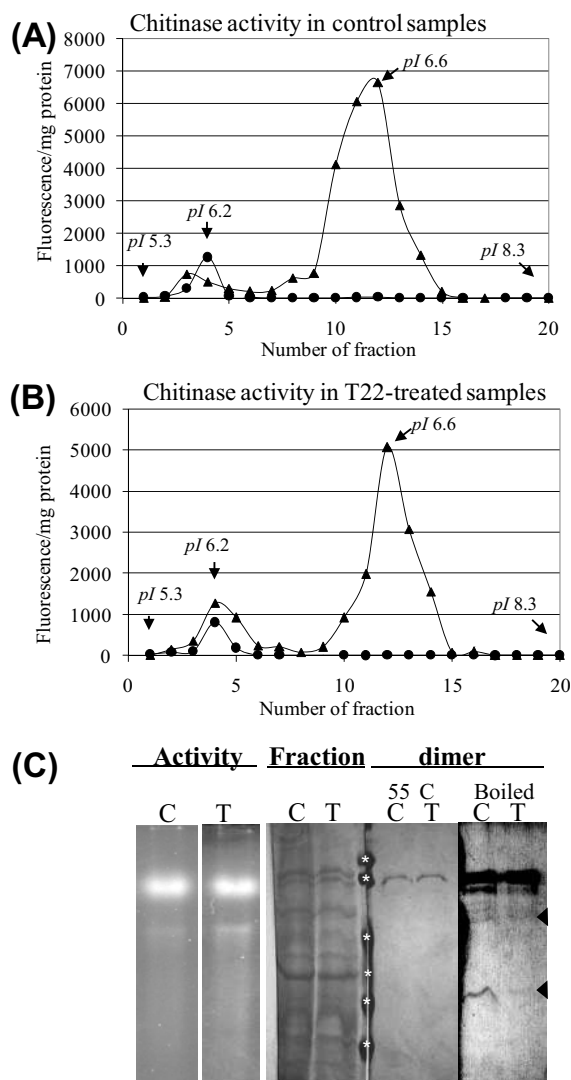 (A)
Chitinase activity in control samples
8000
7000
6000
5000
4000
3000
2000
1000
0
Fluorescence/mg protein
pI 5.3
pI 6.2
pI 6.6
pI 8.3
0 5 10 15 20
Number of fraction
(B)
Chitinase activity in T22-treated samples
6000
5000
4000
3000
2000
1000
0
Fluorescence/mg protein
pI 5.3
pI 6.2
pI 6.6
pI 8.3
0 5 10 15 20
Number of fraction
(C)
Activity Fraction dimer
55 C Boiled
C T C T C T C T
*
*
*
*
*
*